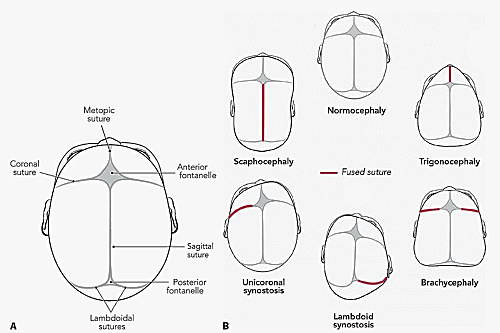 Metopic
suture
Coronal
suture
Anterior
fontanelle
Sagittal
suture
Posterior
fontanelle
Lambdoidal
sutures
A
Normocephaly
Scaphocephaly
Trigonocephaly
Fused suture
Unicoronal
synostosis
Brachycephaly
Lambdoid
synostosis
B